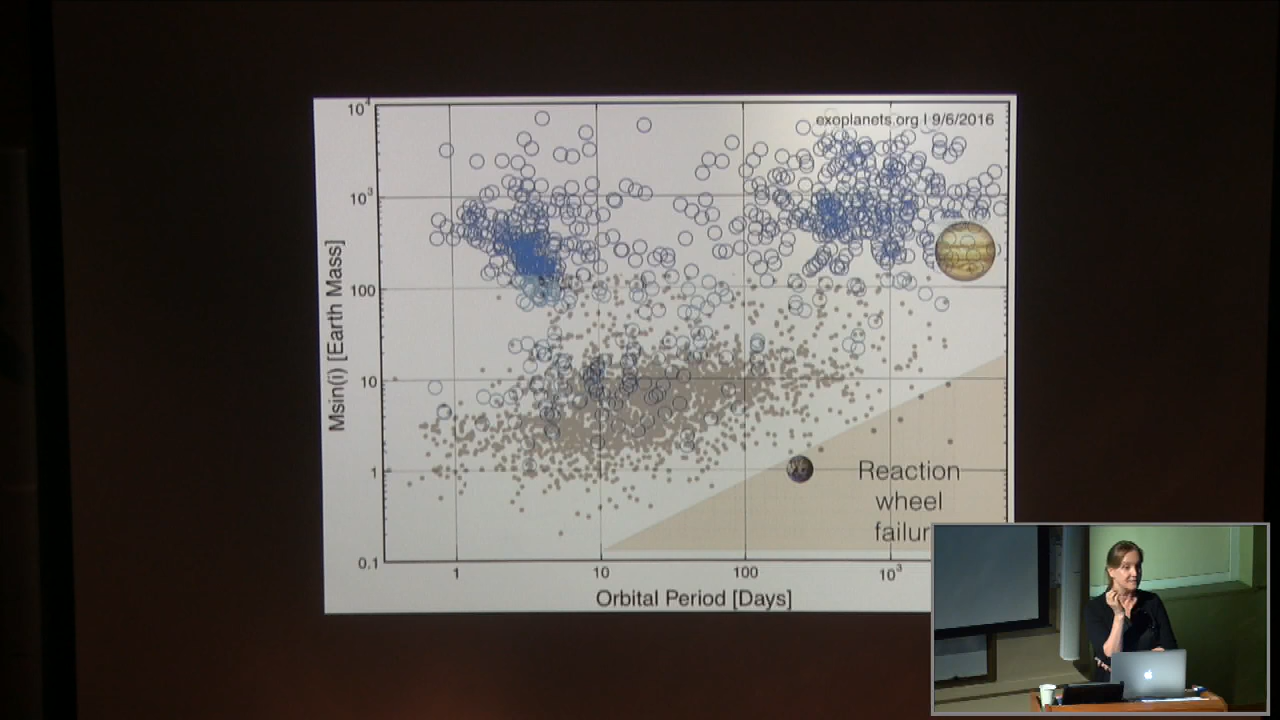 exoplanets.org | 9/6/2016
10⁴
10³
100
10
1
0,1
Msin(i) [Earth Mass]
Reaction
wheel
failur
1
10
100
10³
Orbital Period [Days]